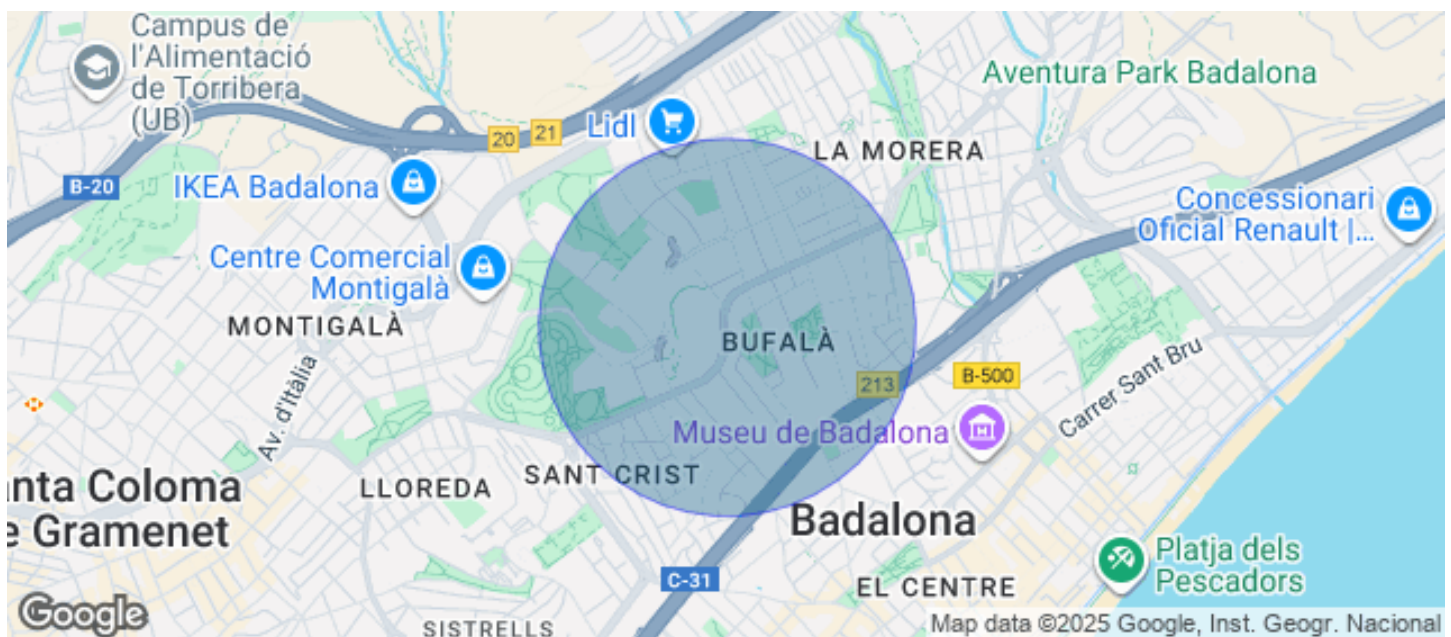 Campus de
l'Alimentació
de Torribera
(UB)
Aventura Park Badalona
20
21
Lidl
LA MORERA
B-20
IKEA Badalona
Concessionari
Oficial Renault |...
Centre Comercial
Montigalà
MONTIGALÀ
BUFALÀ
213
B-500
Av. d'Itàlia
Carrer Sant Bru
Museu de Badalona
SANT CRIST
LLOREDA
nta Coloma
e Gramenet
Badalona
Platja dels
Pescadors
C-31
EL CENTRE
SISTRELLS
Google
Map data ©2025 Google, Inst. Geogr. Nacional